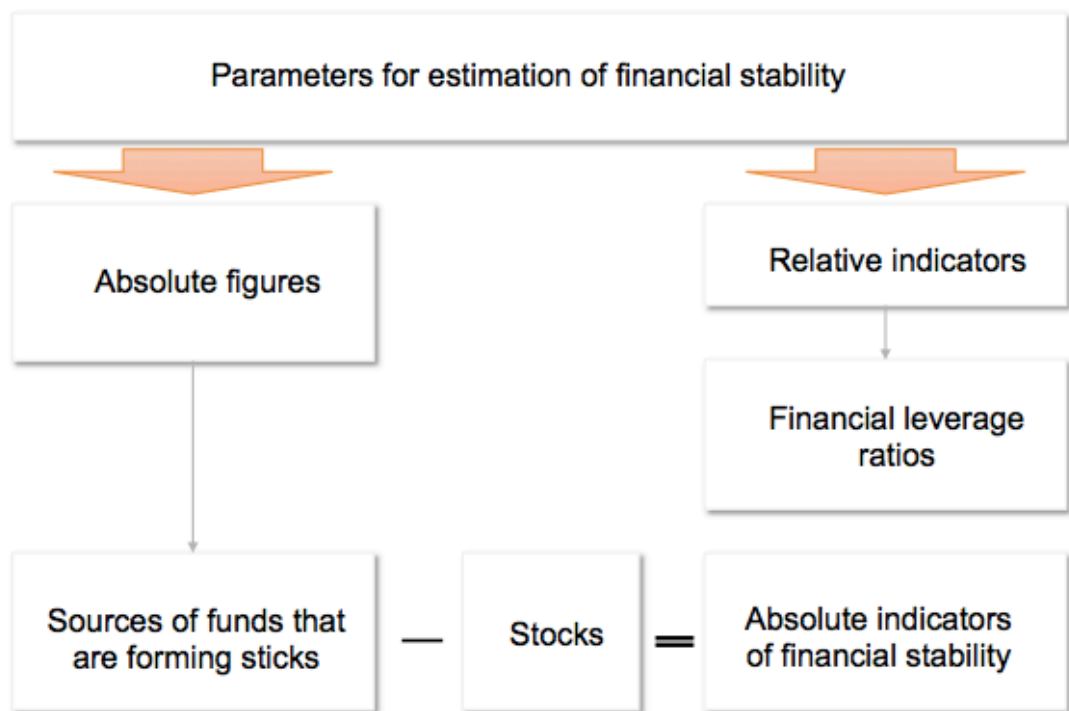 Parameters for estimation of financial stability
Absolute figures
Relative indicators
Financial leverage
ratios
Sources of funds that
are forming sticks
—
Stocks
=
Absolute indicators
of financial stability